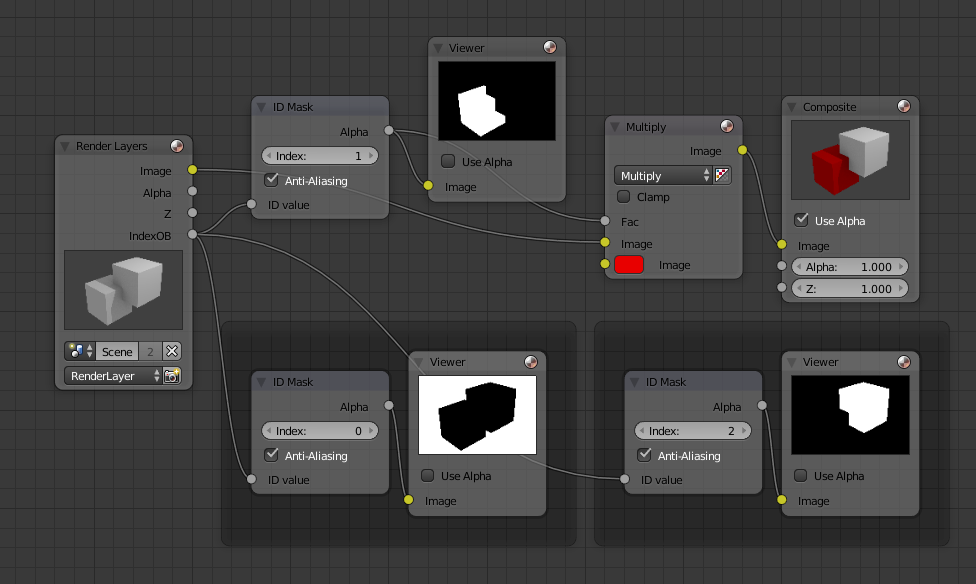 Render Layers
Image
Alpha
Z
IndexOB
Scene 2
RenderLayer
ID Mask
Alpha
Index: 1
Anti-Aliasing
ID value
Viewer
Use Alpha
Image
Multiply
Image
Multiply
Clamp
Fac
Image
Image
Composite
Use Alpha
Image
Alpha: 1.000
Z: 1.000
ID Mask
Alpha
Index: 0
Anti-Aliasing
ID value
Viewer
Use Alpha
Image
ID Mask
Alpha
Index: 2
Anti-Aliasing
ID value
Viewer
Use Alpha
Image